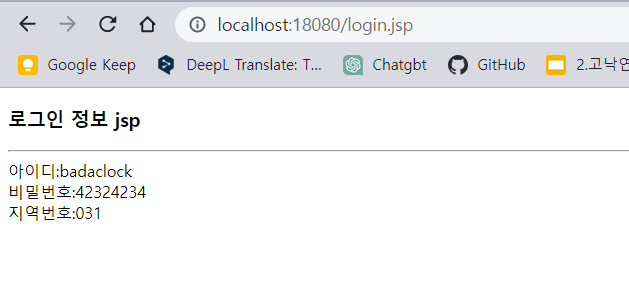 localhost:18080/login.jsp
Google Keep DeepL Translate: T... Chatgbt GitHub 2.고낙연
로그인 정보 jsp
아이디:badaclock
비밀번호:42324234
지역번호:031